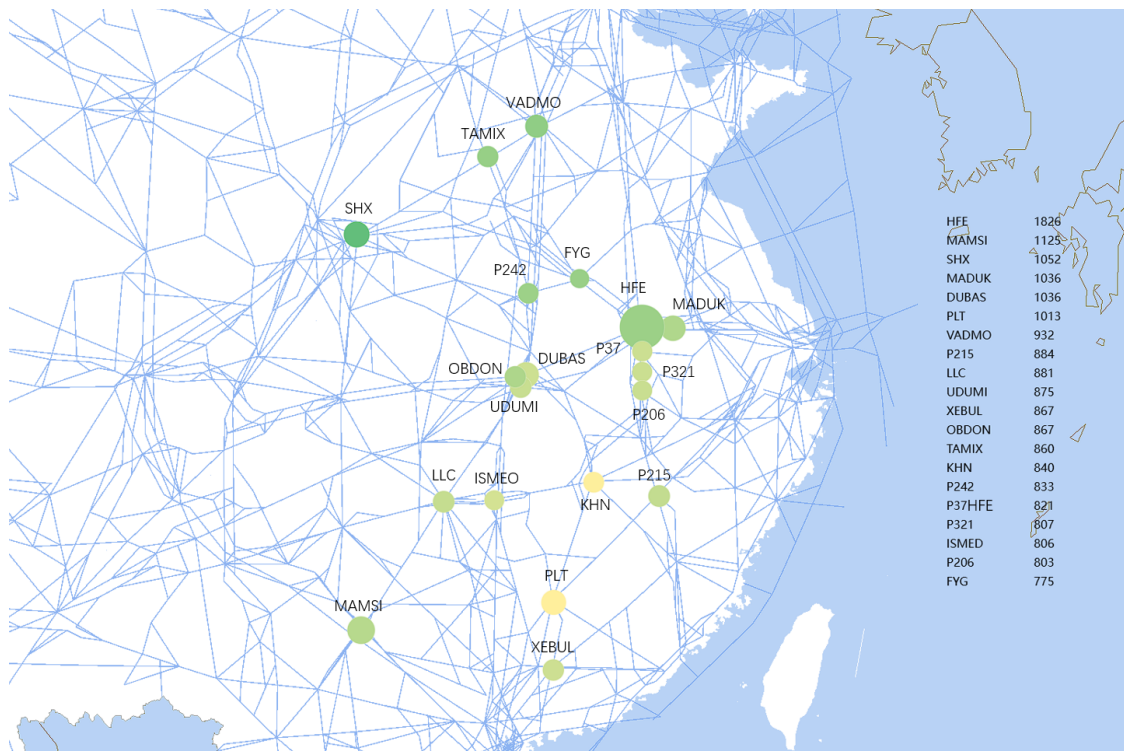 VADMO
TAMIX
SHX
FYG
P242
HFE
MADUK
P37
DUBAS
OBDON
P321
UDUMI
P206
LLC
ISMEO
P215
KHN
PLT
MAMSI
XEBUL
HFE 1826
MAMSI 1125
SHX 1052
MADUK 1036
DUBAS 1036
PLT 1013
VADMO 932
P215 884
LLC 881
UDUMI 875
XEBUL 867
OBDON 867
TAMIX 860
KHN 840
P242 833
P37HFE 821
P321 807
ISMED 806
P206 803
FYG 775